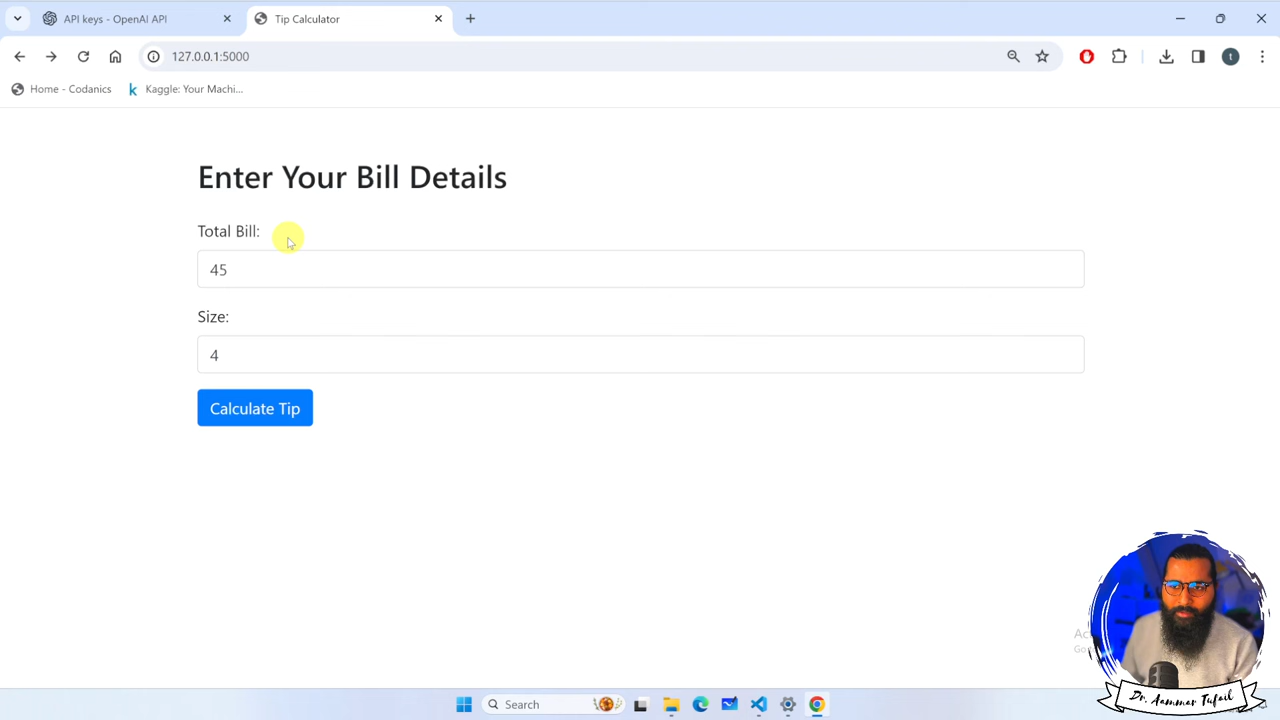 API keys - OpenAI API
Tip Calculator
127.0.0.1:5000
t
Home - Codanics
k Kaggle: Your Machi...
Enter Your Bill Details
Total Bill:
45
Size:
4
Calculate Tip
Dr. Aammar Tufail
Search